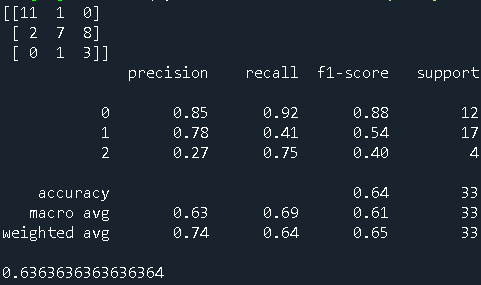 [[11  1  0]
 [ 2  7  8]
 [ 0  1  3]]
              precision    recall  f1-score   support

           0       0.85      0.92      0.88        12
           1       0.78      0.41      0.54        17
           2       0.27      0.75      0.40         4

    accuracy                           0.64        33
   macro avg       0.63      0.69      0.61        33
weighted avg       0.74      0.64      0.65        33

0.6363636363636364